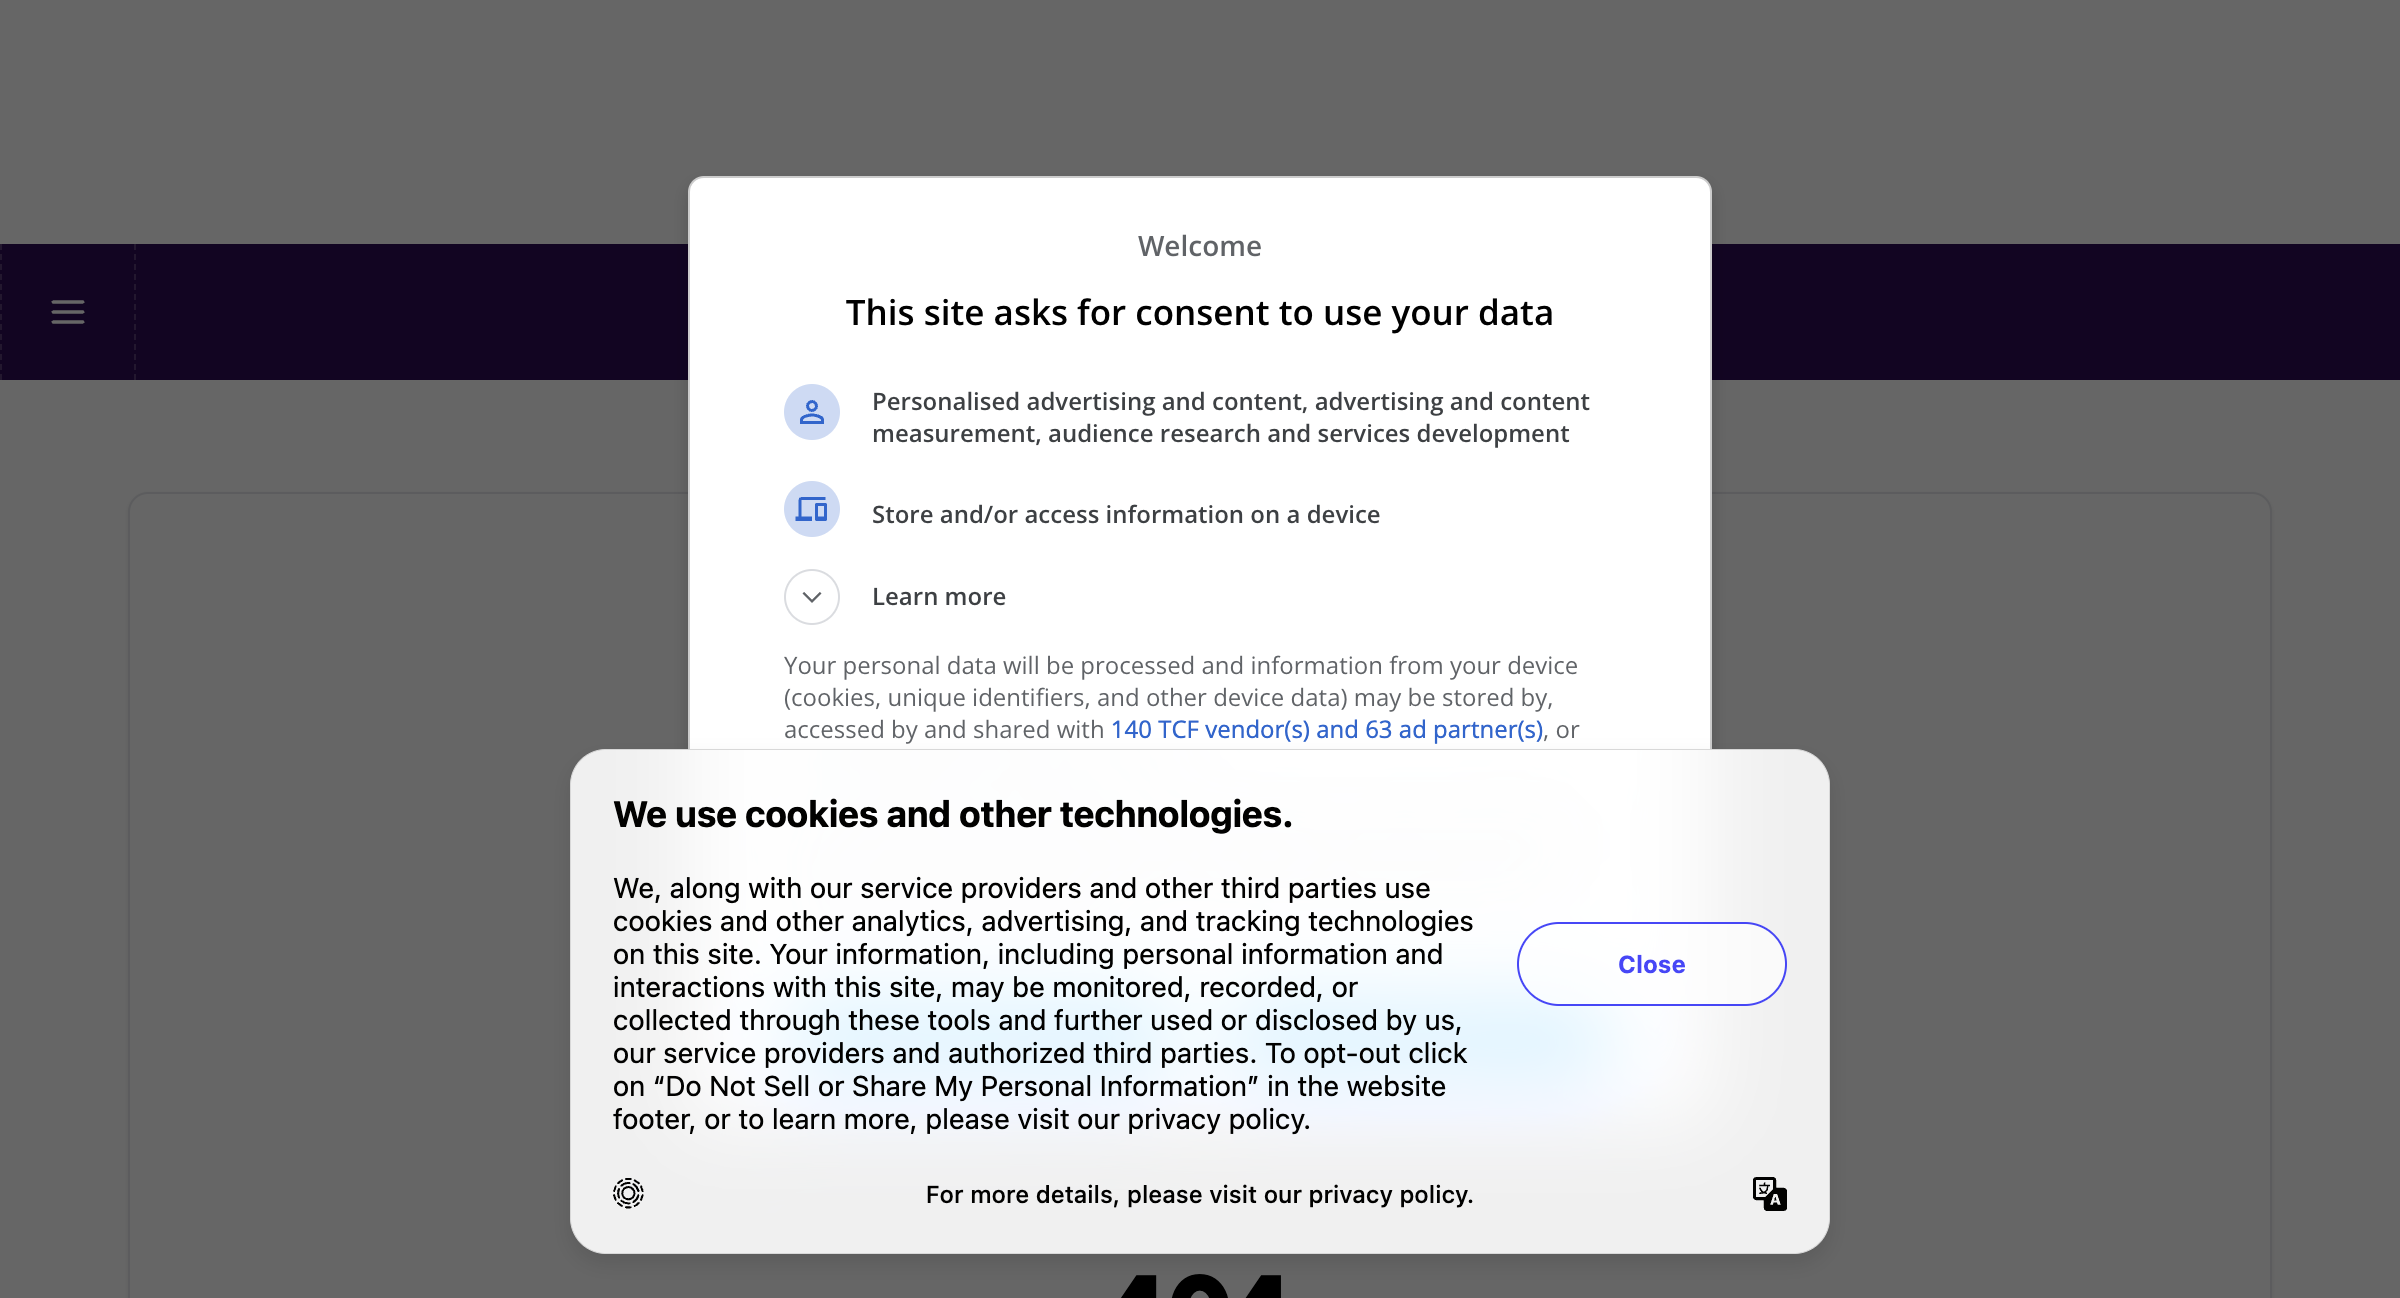 Welcome
This site asks for consent to use your data
Personalised advertising and content, advertising and content
measurement, audience research and services development
Store and/or access information on a device
Learn more
Your personal data will be processed and information from your device
(cookies, unique identifiers, and other device data) may be stored by,
accessed by and shared with 140 TCF vendor(s) and 63 ad partner(s), or
We use cookies and other technologies.
We, along with our service providers and other third parties use
cookies and other analytics, advertising, and tracking technologies
on this site. Your information, including personal information and
interactions with this site, may be monitored, recorded, or
collected through these tools and further used or disclosed by us,
our service providers and authorized third parties. To opt-out click
on “Do Not Sell or Share My Personal Information” in the website
footer, or to learn more, please visit our privacy policy.
Close
For more details, please visit our privacy policy.
404